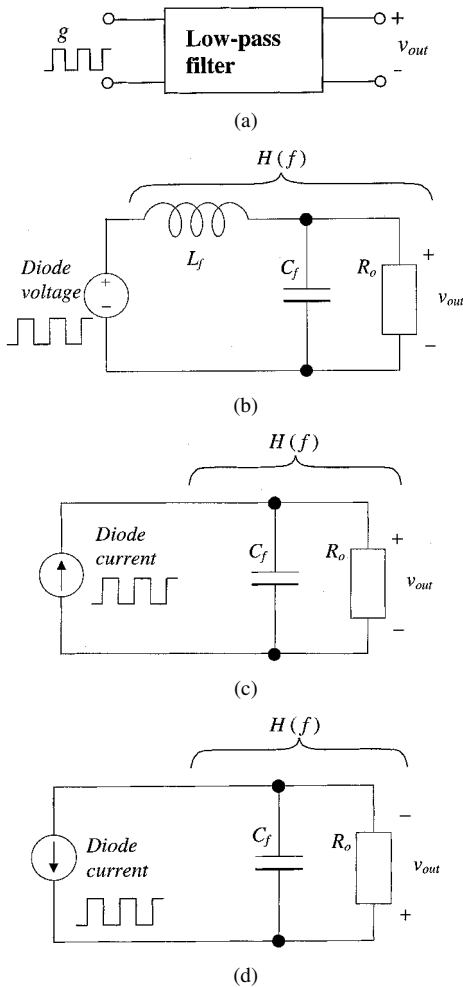 g
Low-pass
filter
+
v_out
-
(a)
H(f)
L_f
Diode
voltage
+
−
C_f
R_o
+
v_out
−
(b)
H(f)
Diode
current
C_f
R_o
+
v_out
−
(c)
H(f)
Diode
current
C_f
R_o
−
v_out
+
(d)